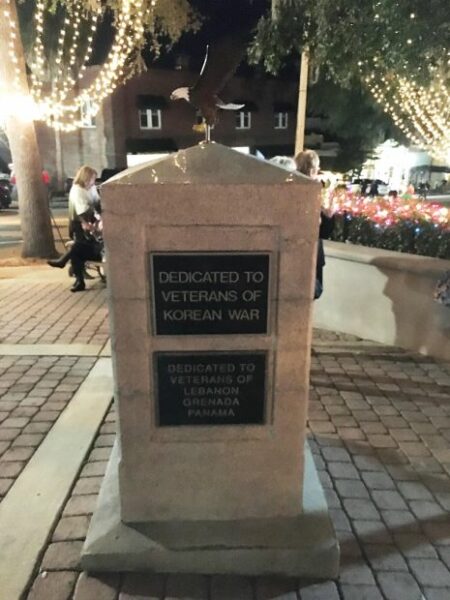 DEDICATED TO
VETERANS OF
KOREAN WAR
DEDICATED TO
VETERANS OF
LEBANON
GRENADA
PANAMA